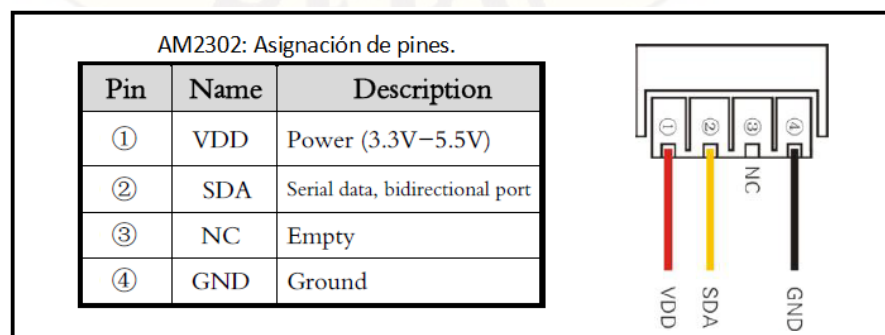 AM2302: Asignación de pines.
Pin Name Description
① VDD Power (3.3V−5.5V)
② SDA Serial data, bidirectional port
③ NC Empty
④ GND Ground
① ② ③ ④
NC
VDD SDA GND